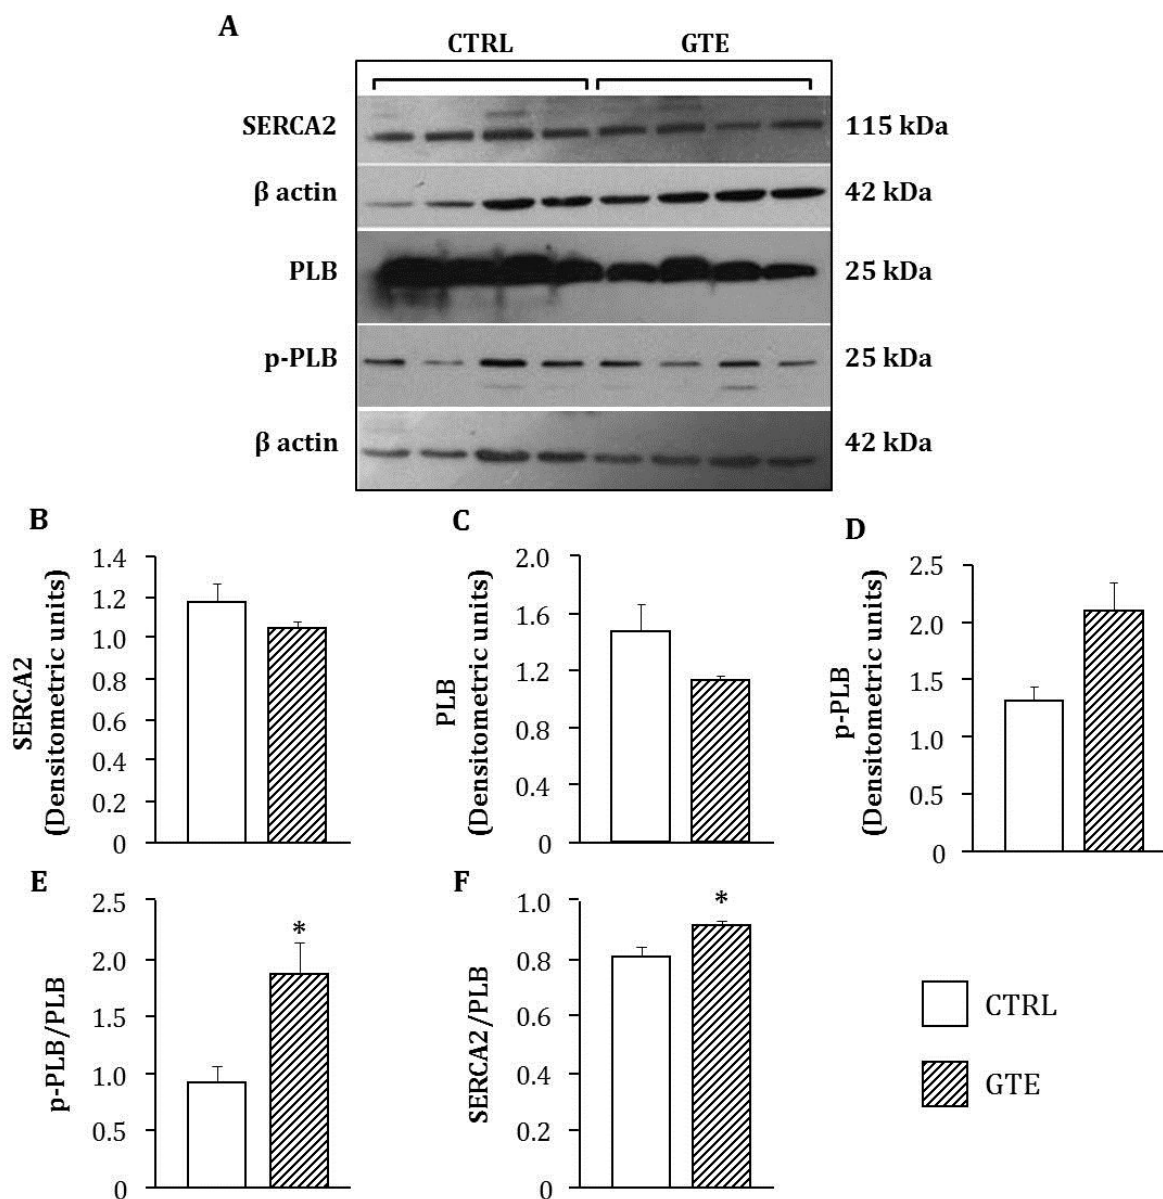 A
CTRL GTE
SERCA2 115 kDa
β actin 42 kDa
PLB 25 kDa
p-PLB 25 kDa
β actin 42 kDa
B
SERCA2
(Densitometric units)
1.4
1.2
1.0
0.8
0.6
0.4
0.2
0
C
PLB
(Densitometric units)
2.0
1.6
1.2
0.8
0.4
0
D
p-PLB
(Densitometric units)
2.5
2.0
1.5
1.0
0.5
0
E
p-PLB/PLB
2.5
2.0
1.5
1.0
0.5
0
*
F
SERCA2/PLB
1.0
0.8
0.6
0.4
0.2
0
*
CTRL
GTE